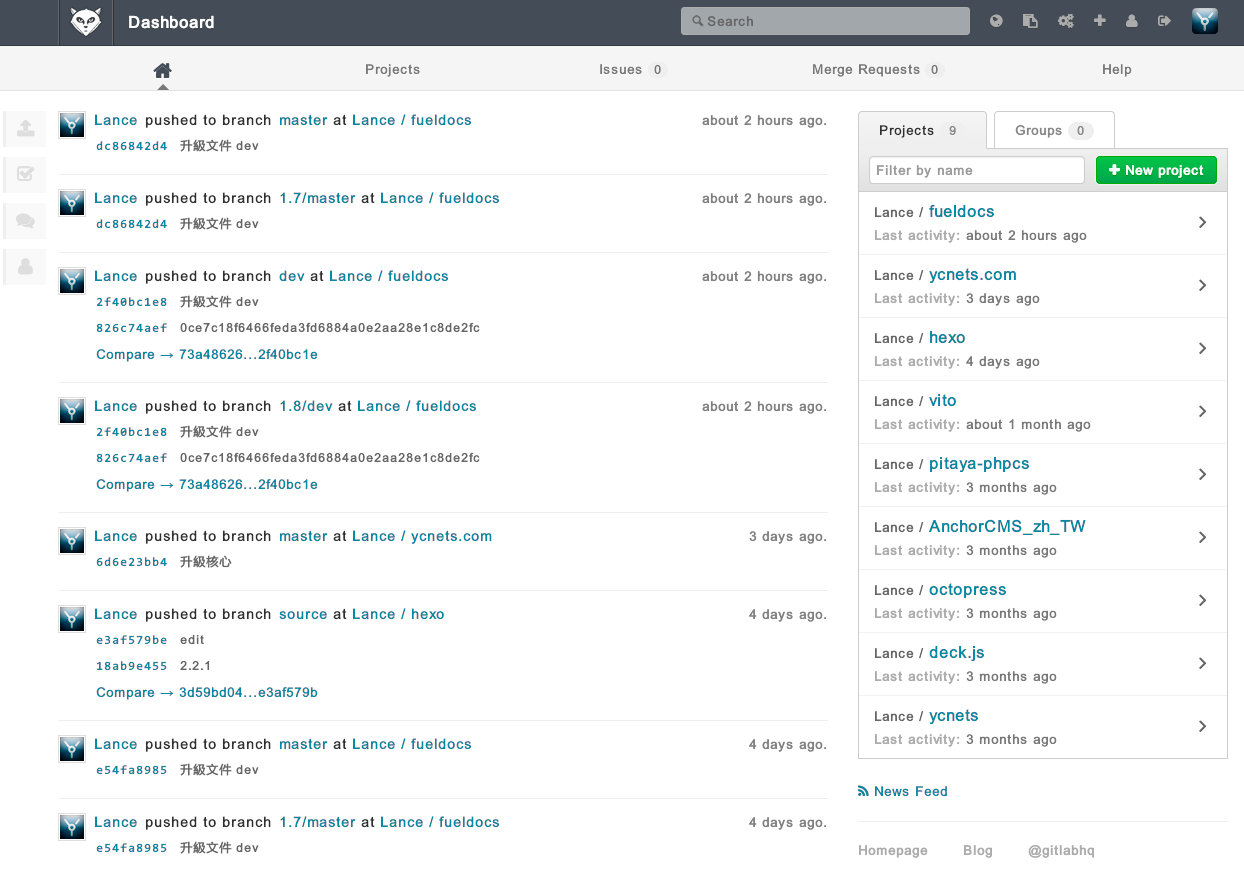 Dashboard
Search
Projects
Issues 0
Merge Requests 0
Help
Lance pushed to branch master at Lance / fueldocs
about 2 hours ago.
dc86842d4 升級文件 dev
Lance pushed to branch 1.7/master at Lance / fueldocs
about 2 hours ago.
dc86842d4 升級文件 dev
Lance pushed to branch dev at Lance / fueldocs
about 2 hours ago.
2f40bc1e8 升級文件 dev
826c74aef 0ce7c18f6466feda3fd6884a0e2aa28e1c8de2fc
Compare → 73a48626...2f40bc1e
Lance pushed to branch 1.8/dev at Lance / fueldocs
about 2 hours ago.
2f40bc1e8 升級文件 dev
826c74aef 0ce7c18f6466feda3fd6884a0e2aa28e1c8de2fc
Compare → 73a48626...2f40bc1e
Lance pushed to branch master at Lance / ycnets.com
3 days ago.
6d6e23bb4 升級核心
Lance pushed to branch source at Lance / hexo
4 days ago.
e3af579be edit
18ab9e455 2.2.1
Compare → 3d59bd04...e3af579b
Lance pushed to branch master at Lance / fueldocs
4 days ago.
e54fa8985 升級文件 dev
Lance pushed to branch 1.7/master at Lance / fueldocs
4 days ago.
e54fa8985 升級文件 dev
Projects 9
Groups 0
Filter by name
New project
Lance / fueldocs
Last activity: about 2 hours ago
Lance / ycnets.com
Last activity: 3 days ago
Lance / hexo
Last activity: 4 days ago
Lance / vito
Last activity: about 1 month ago
Lance / pitaya-phpcs
Last activity: 3 months ago
Lance / AnchorCMS_zh_TW
Last activity: 3 months ago
Lance / octopress
Last activity: 3 months ago
Lance / deck.js
Last activity: 3 months ago
Lance / ycnets
Last activity: 3 months ago
News Feed
Homepage
Blog
@gitlabhq